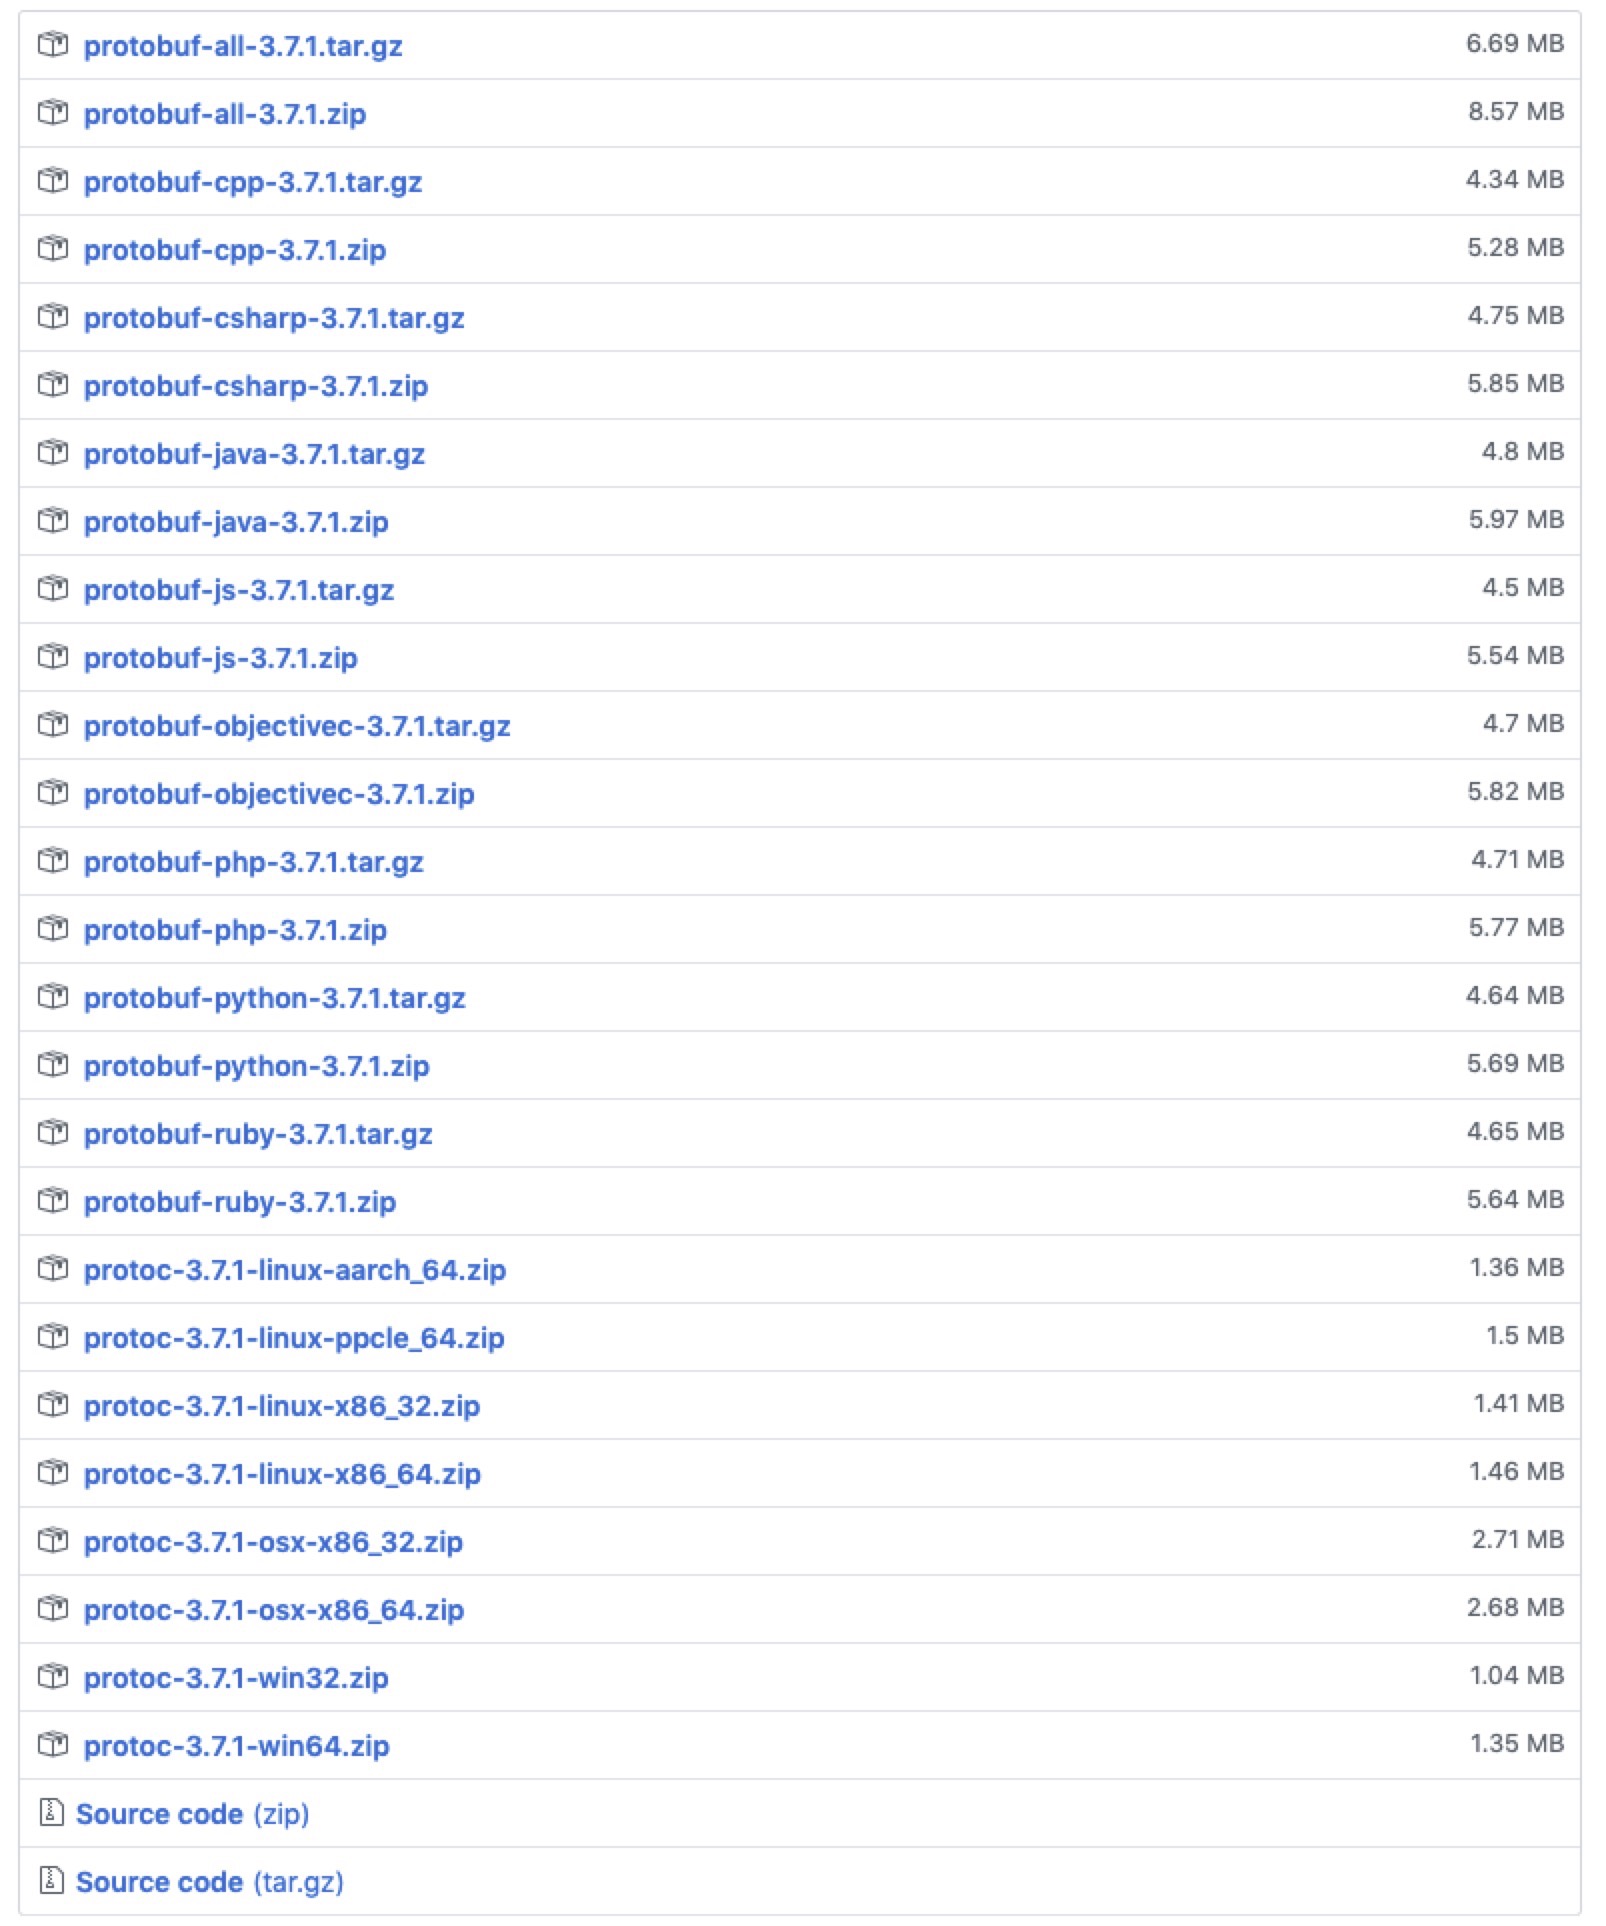 protobuf-all-3.7.1.tar.gz 6.69 MB
protobuf-all-3.7.1.zip 8.57 MB
protobuf-cpp-3.7.1.tar.gz 4.34 MB
protobuf-cpp-3.7.1.zip 5.28 MB
protobuf-csharp-3.7.1.tar.gz 4.75 MB
protobuf-csharp-3.7.1.zip 5.85 MB
protobuf-java-3.7.1.tar.gz 4.8 MB
protobuf-java-3.7.1.zip 5.97 MB
protobuf-js-3.7.1.tar.gz 4.5 MB
protobuf-js-3.7.1.zip 5.54 MB
protobuf-objectivec-3.7.1.tar.gz 4.7 MB
protobuf-objectivec-3.7.1.zip 5.82 MB
protobuf-php-3.7.1.tar.gz 4.71 MB
protobuf-php-3.7.1.zip 5.77 MB
protobuf-python-3.7.1.tar.gz 4.64 MB
protobuf-python-3.7.1.zip 5.69 MB
protobuf-ruby-3.7.1.tar.gz 4.65 MB
protobuf-ruby-3.7.1.zip 5.64 MB
protoc-3.7.1-linux-aarch_64.zip 1.36 MB
protoc-3.7.1-linux-ppcle_64.zip 1.5 MB
protoc-3.7.1-linux-x86_32.zip 1.41 MB
protoc-3.7.1-linux-x86_64.zip 1.46 MB
protoc-3.7.1-osx-x86_32.zip 2.71 MB
protoc-3.7.1-osx-x86_64.zip 2.68 MB
protoc-3.7.1-win32.zip 1.04 MB
protoc-3.7.1-win64.zip 1.35 MB
Source code (zip)
Source code (tar.gz)